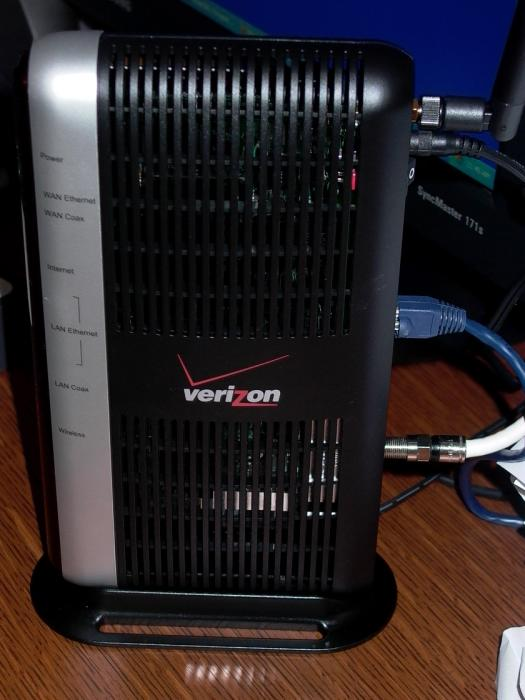 Power
WAN Ethernet
WAN Coax
Internet
LAN Ethernet
LAN Coax
Wireless
verizon
SyncMaster 171s